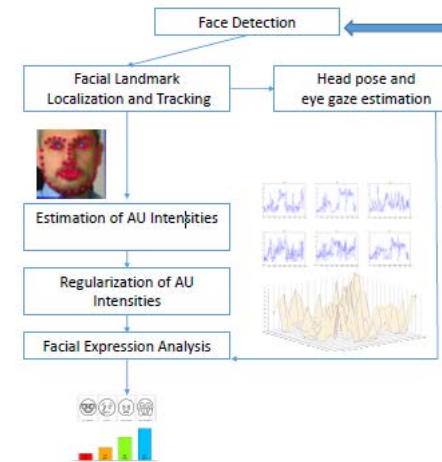 Face Detection
Facial Landmark
Localization and Tracking
Head pose and
eye gaze estimation
Estimation of AU Intensities
Regularization of AU
Intensities
Facial Expression Analysis